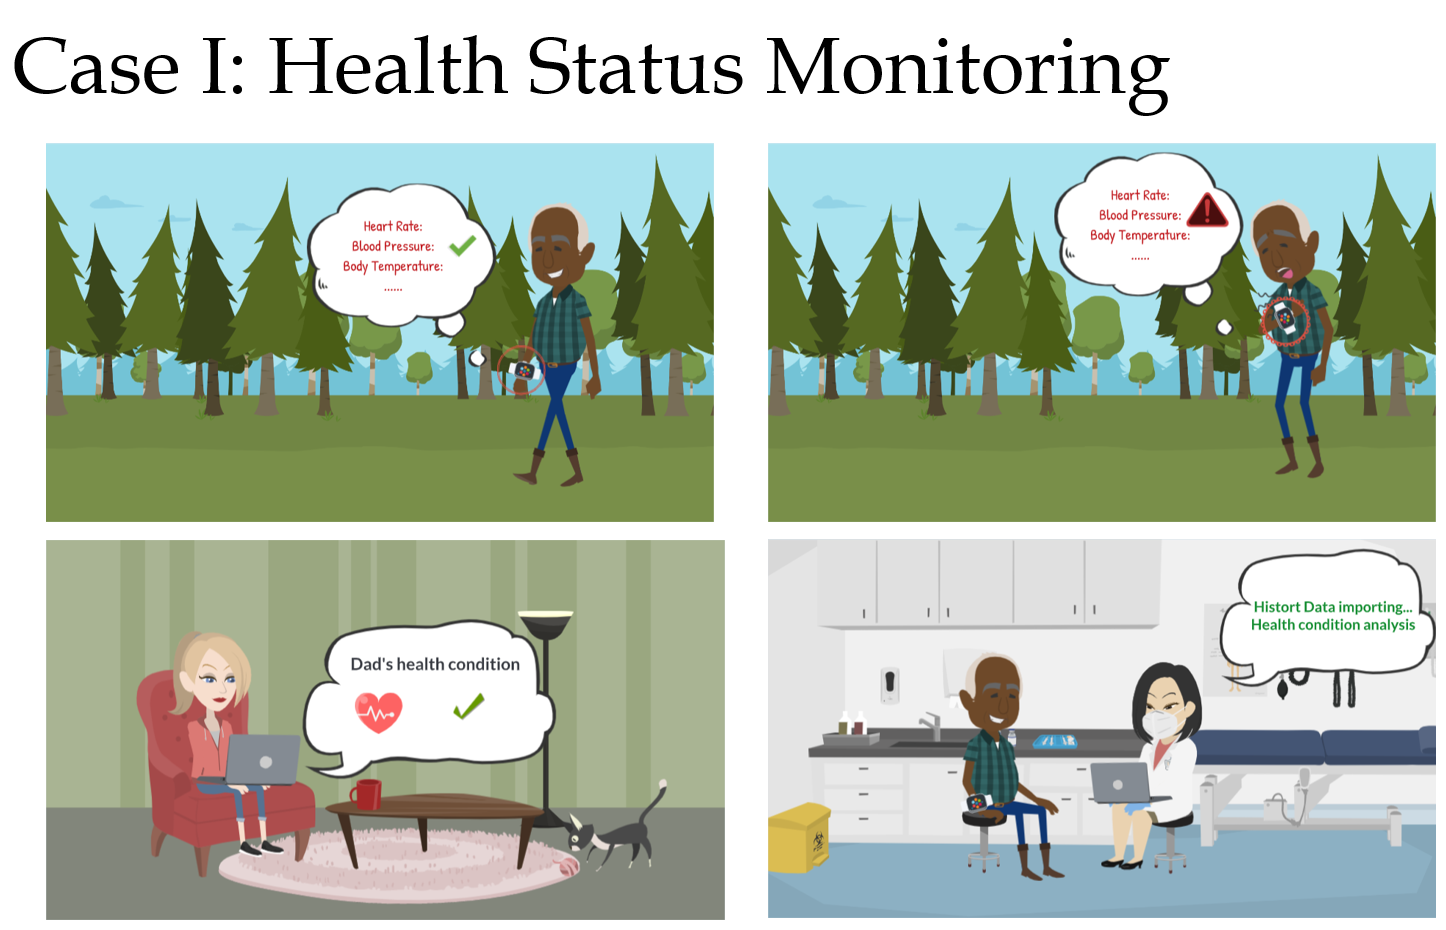 Case I: Health Status Monitoring
Heart Rate:
Blood Pressure:
Body Temperature:
......
Heart Rate:
Blood Pressure:
Body Temperature:
......
Dad's health condition
Histort Data importing...
Health condition analysis